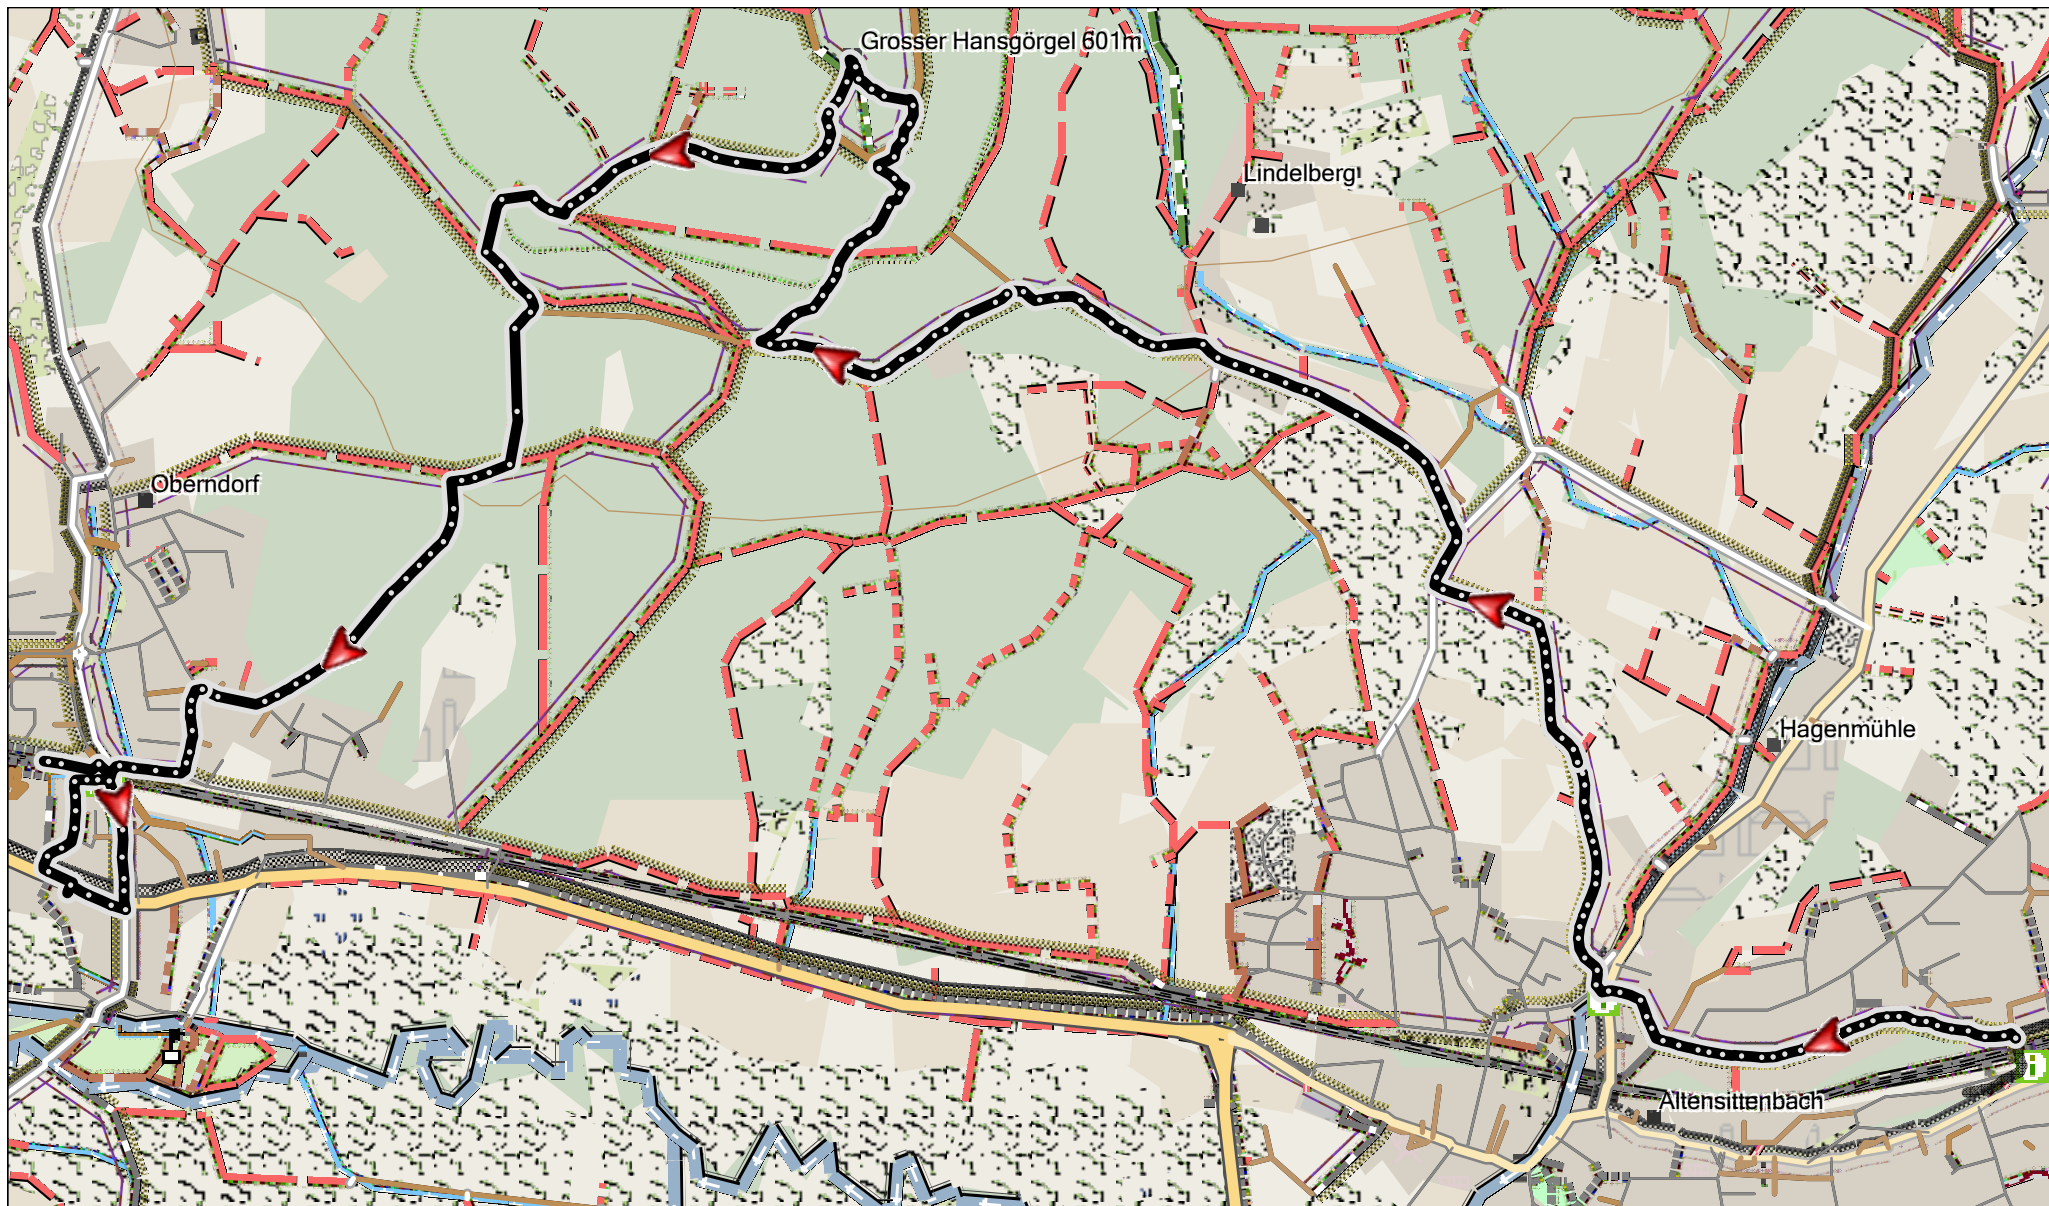 Grosser Hansgörgel 601m
Lindelberg
Oberndorf
Hagenmühle
Altensittenbach